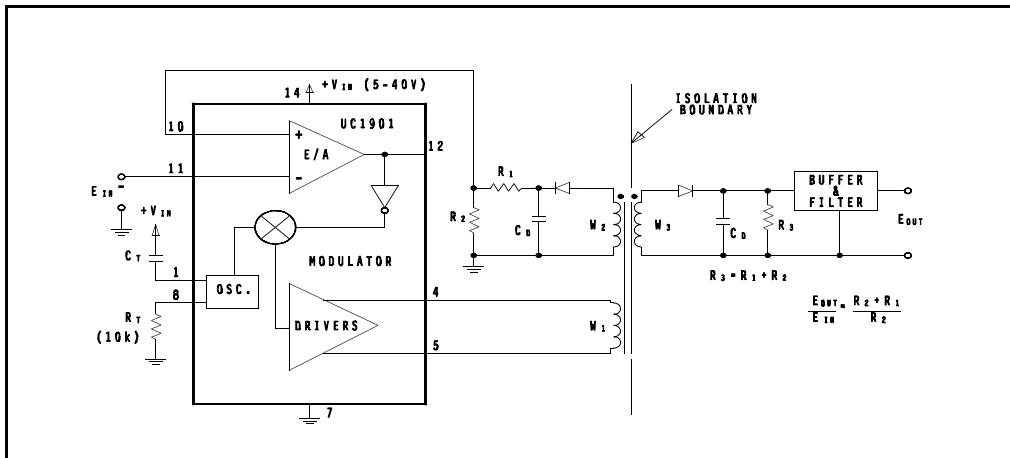 14 +VIN (5-40V)
UC1901
10
+
E/A
12
11
-
EIN -
+VIN
CT
1
8
OSC.
RT
(10k)
MODULATOR
DRIVERS
4
5
7
R1
R2
CD
W2
W3
W1
ISOLATION
BOUNDARY
CD
R3
BUFFER
&
FILTER
EOUT
R3 = R1 + R2
EOUT = R2 + R1
EIN R2